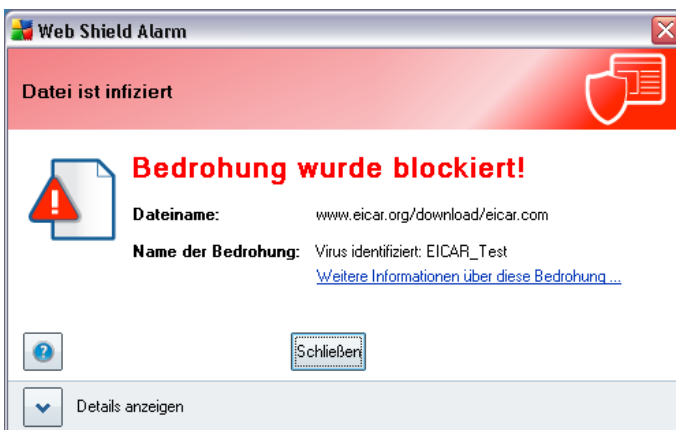 Web Shield Alarm
Datei ist infiziert
Bedrohung wurde blockiert!
Dateiname: www.eicar.org/download/eicar.com
Name der Bedrohung: Virus identifiziert: EICAR_Test
Weitere Informationen über diese Bedrohung ...
Schließen
Details anzeigen